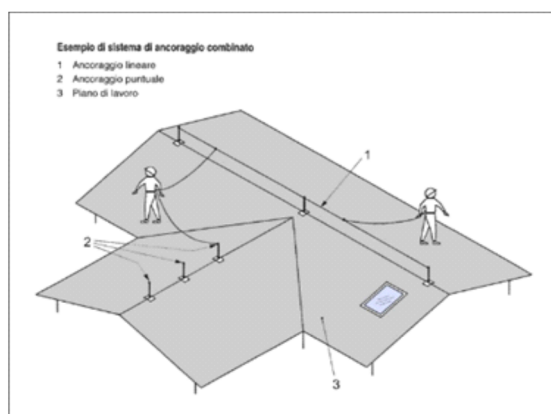 Esempio di sistema di ancoraggio combinato
1 Ancoraggio lineare
2 Ancoraggio puntuale
3 Piano di lavoro
1
2
3